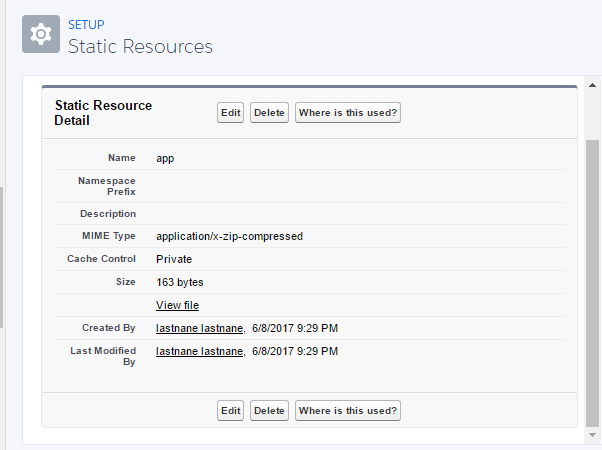 SETUP
Static Resources
Static Resource
Detail
Edit Delete Where is this used?
Name app
Namespace
Prefix
Description
MIME Type application/x-zip-compressed
Cache Control Private
Size 163 bytes
View file
Created By lastnane lastnane, 6/8/2017 9:29 PM
Last Modified lastnane lastnane, 6/8/2017 9:29 PM
By
Edit Delete Where is this used?